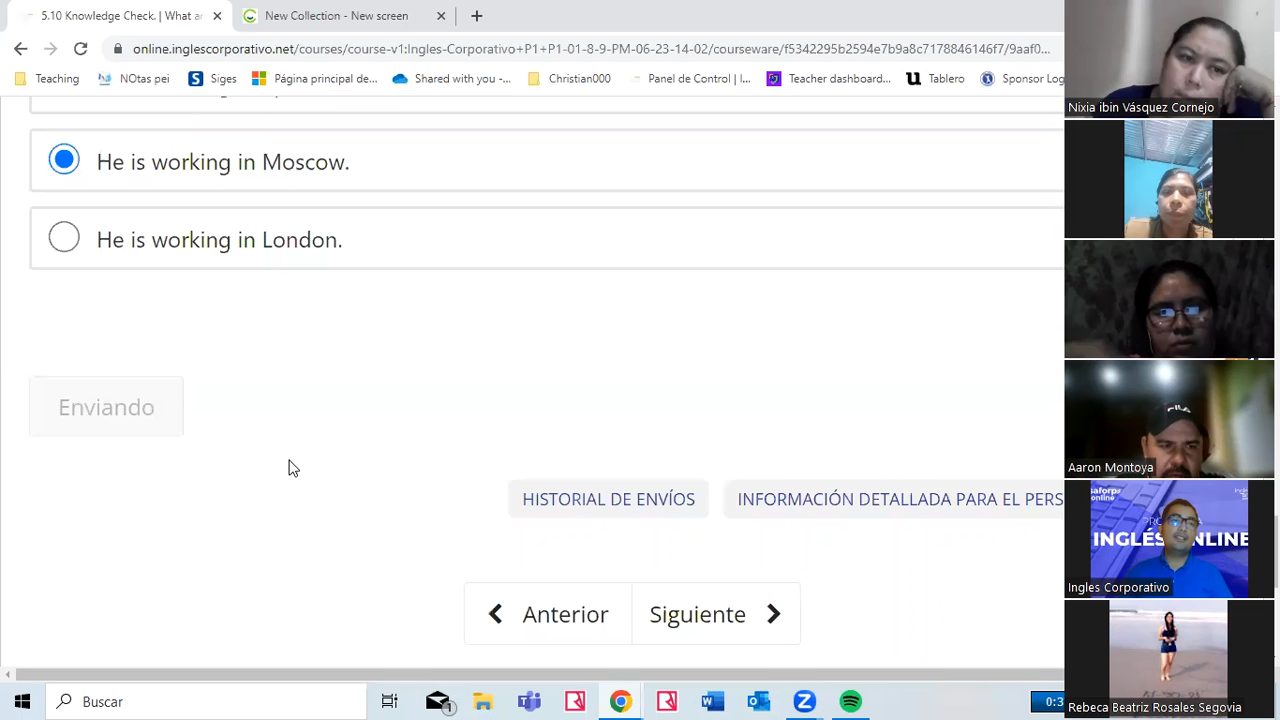 5.10 Knowledge Check | What a
New Collection - New screen
online.inglescorporativo.net/courses/course-v1:Ingles-Corporativo+P1+P1-01-8-9-PM-06-23-14-02/courseware/f5342295b2594e7b9a8c7178846146f7/9aaf0...
Teaching
NOtas pei
Siges
Página principal de...
Shared with you -...
Christian000
Panel de Control | I...
Teacher dashboard...
Tablero
Sponsor Log
He is working in Moscow.
He is working in London.
Enviando
HISTORIAL DE ENVÍOS
INFORMACIÓN DETALLADA PARA EL PERS
Anterior
Siguiente
Buscar
0:3
Nixia ibin Vásquez Cornejo
FILA
Aaron Montoya
online
INGLÉS ONLINE
Ingles Corporativo
Rebeca Beatriz Rosales Segovia